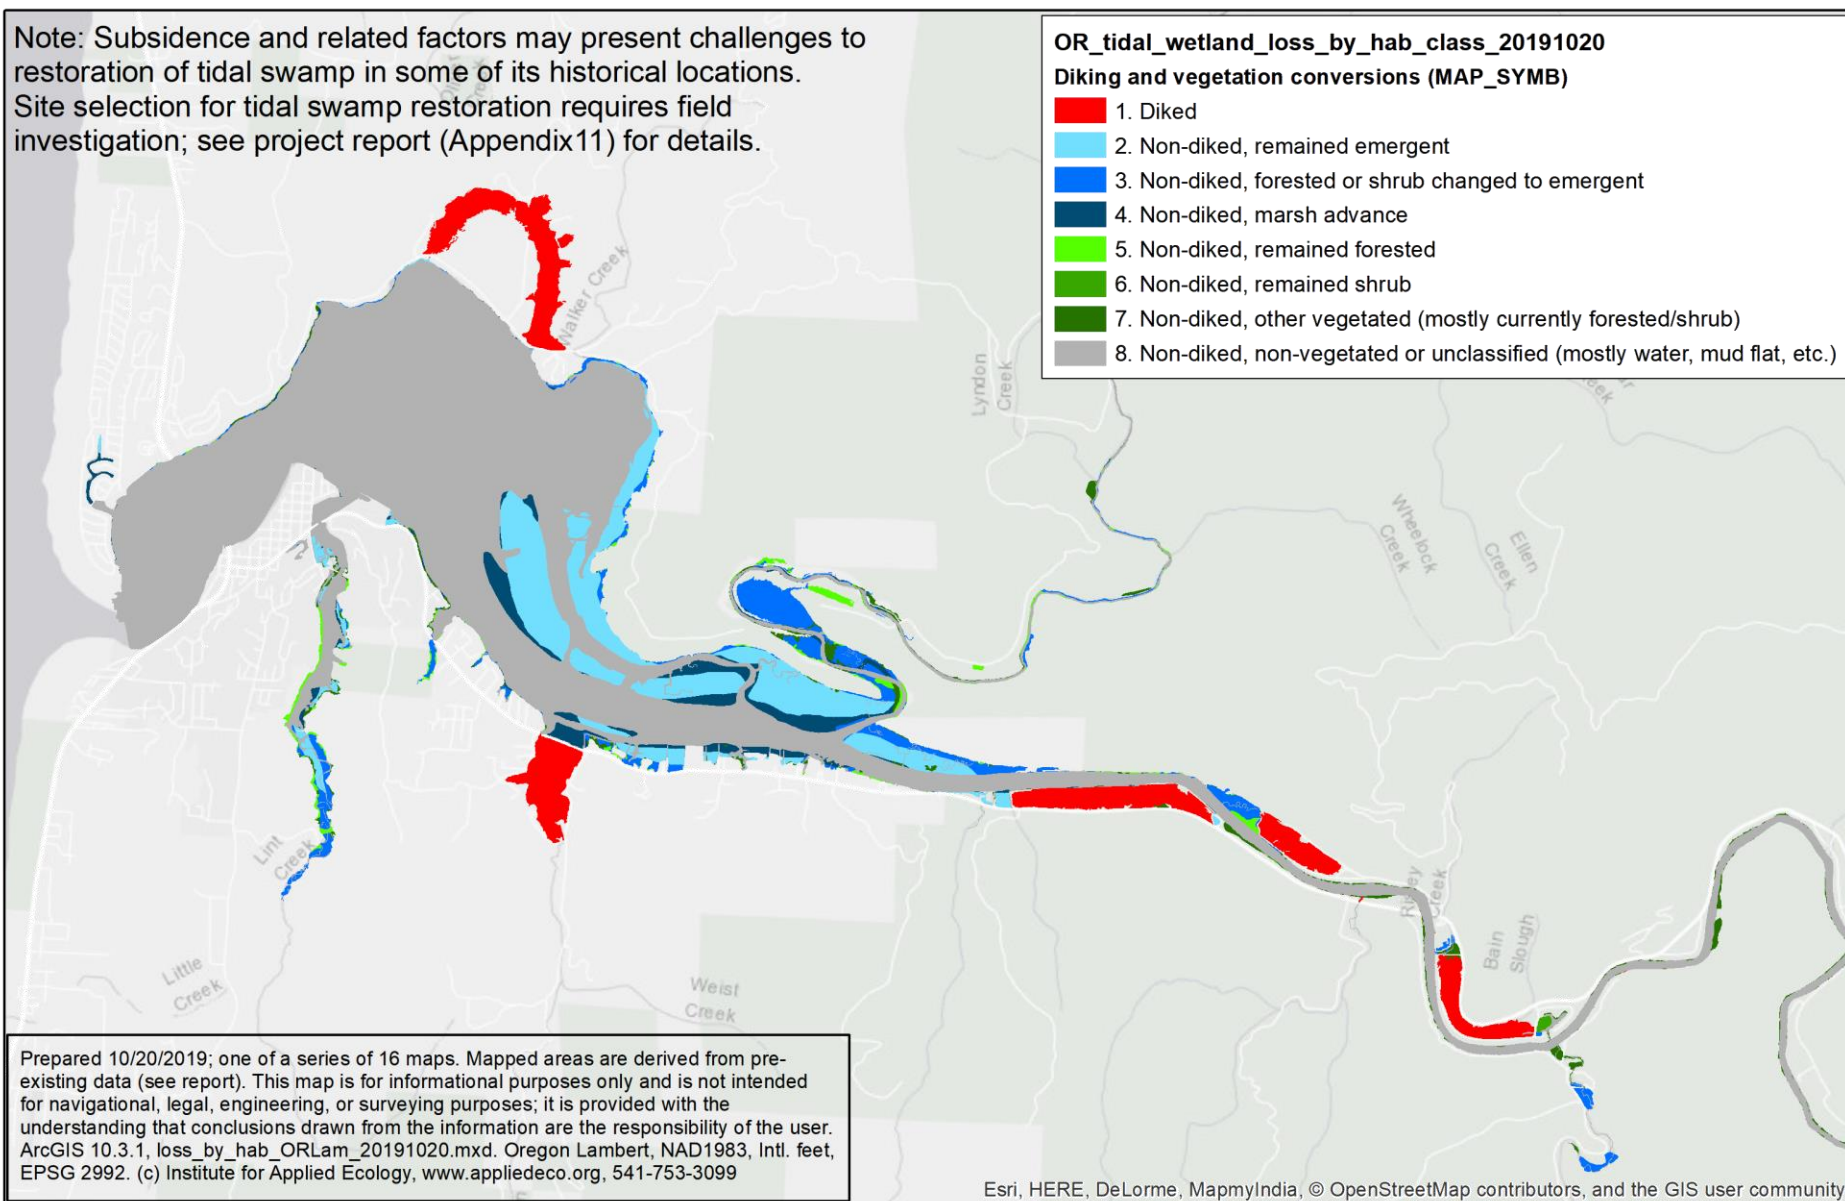 Note: Subsidence and related factors may present challenges to
restoration of tidal swamp in some of its historical locations.
Site selection for tidal swamp restoration requires field
investigation; see project report (Appendix11) for details.
OR_tidal_wetland_loss_by_hab_class_20191020
Diking and vegetation conversions (MAP_SYMB)
1. Diked
2. Non-diked, remained emergent
3. Non-diked, forested or shrub changed to emergent
4. Non-diked, marsh advance
5. Non-diked, remained forested
6. Non-diked, remained shrub
7. Non-diked, other vegetated (mostly currently forested/shrub)
8. Non-diked, non-vegetated or unclassified (mostly water, mud flat, etc.)
Creek
Walker Creek
Lyndon
Creek
Wheelock
Creek
Ellen
Creek
Lint
Creek
Creek
Bain
Slough
Little
Creek
Weist
Creek
Prepared 10/20/2019; one of a series of 16 maps. Mapped areas are derived from pre-
existing data (see report). This map is for informational purposes only and is not intended
for navigational, legal, engineering, or surveying purposes; it is provided with the
understanding that conclusions drawn from the information are the responsibility of the user.
ArcGIS 10.3.1, loss_by_hab_ORLam_20191020.mxd. Oregon Lambert, NAD1983, Intl. feet,
EPSG 2992. (c) Institute for Applied Ecology, www.appliedeco.org, 541-753-3099
Esri, HERE, DeLorme, MapmyIndia, © OpenStreetMap contributors, and the GIS user community